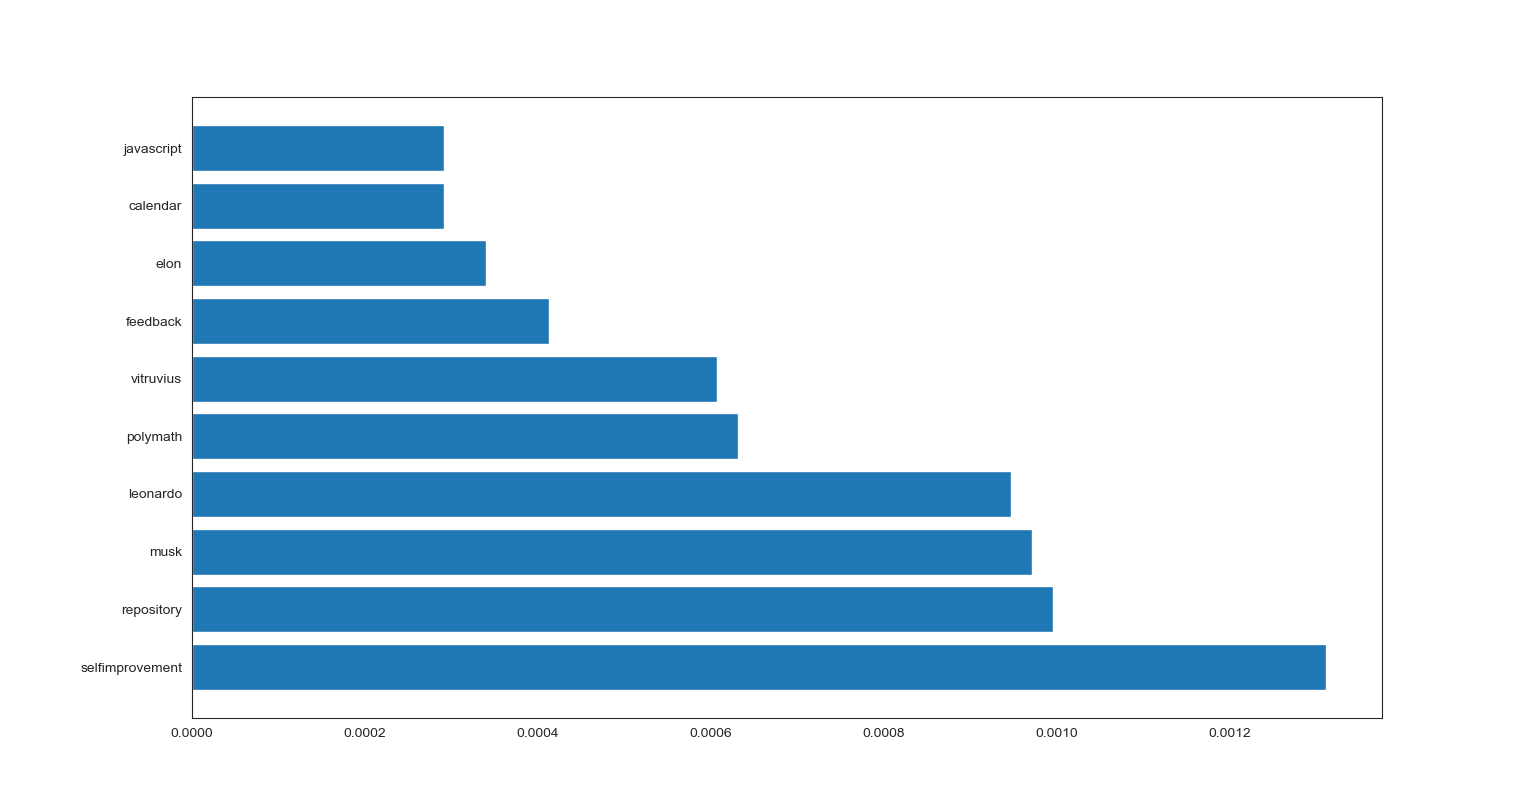 javascript
calendar
elon
feedback
vitruvius
polymath
leonardo
musk
repository
selfimprovement
0.0000 0.0002 0.0004 0.0006 0.0008 0.0010 0.0012